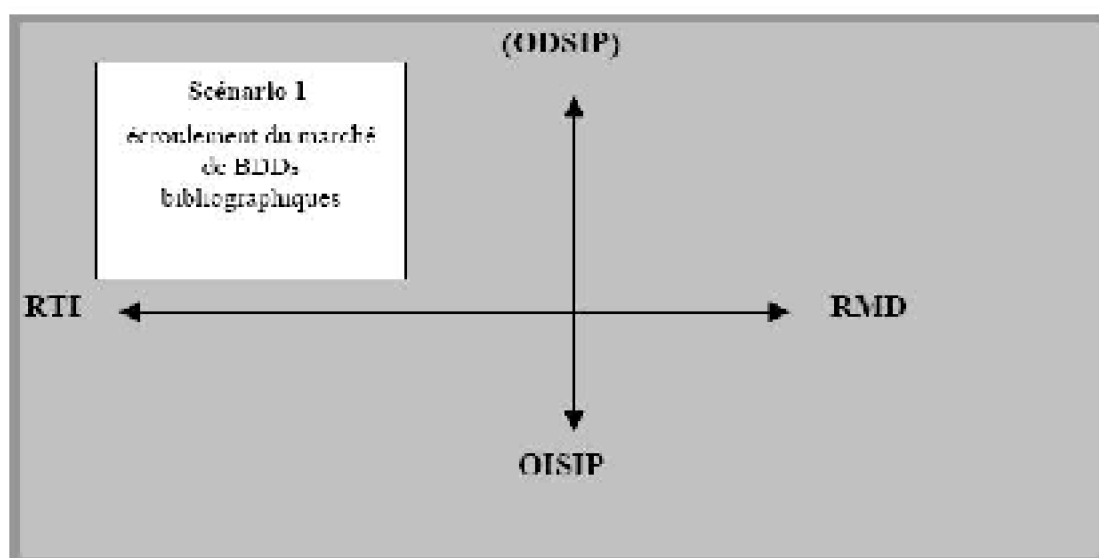 (ODSIP)
Scénario 1
écroulement du marché
de BDDs
bibliographiques
RTI
RMD
OISIP